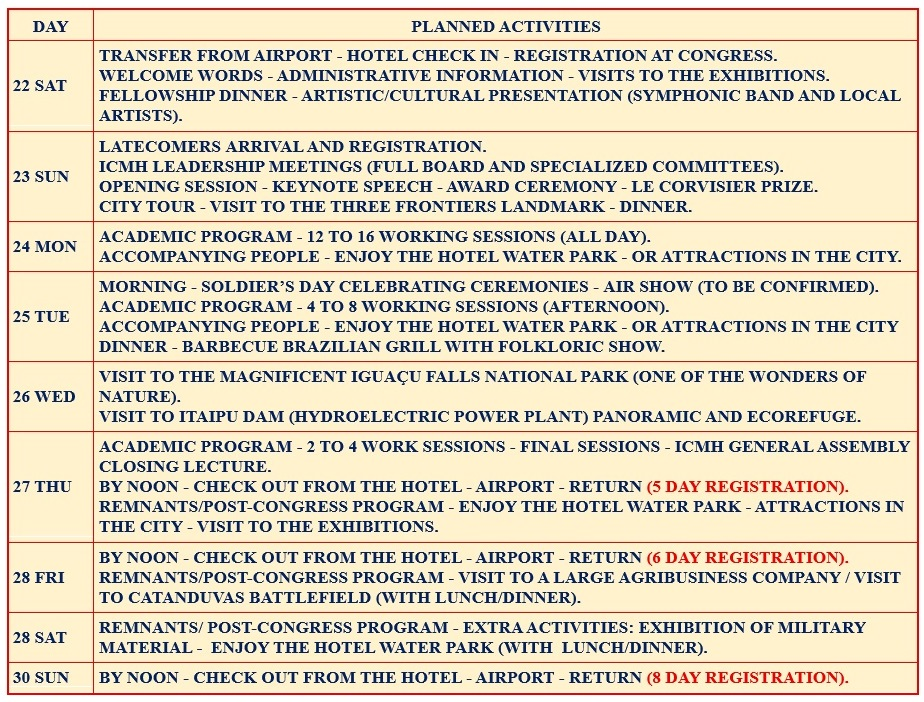 DAY PLANNED ACTIVITIES
22 SAT
TRANSFER FROM AIRPORT - HOTEL CHECK IN - REGISTRATION AT CONGRESS.
WELCOME WORDS - ADMINISTRATIVE INFORMATION - VISITS TO THE EXHIBITIONS.
FELLOWSHIP DINNER - ARTISTIC/CULTURAL PRESENTATION (SYMPHONIC BAND AND LOCAL
ARTISTS).
23 SUN
LATECOMERS ARRIVAL AND REGISTRATION.
ICMH LEADERSHIP MEETINGS (FULL BOARD AND SPECIALIZED COMMITTEES).
OPENING SESSION - KEYNOTE SPEECH - AWARD CEREMONY - LE CORVISIER PRIZE.
CITY TOUR - VISIT TO THE THREE FRONTIERS LANDMARK - DINNER.
24 MON
ACADEMIC PROGRAM - 12 TO 16 WORKING SESSIONS (ALL DAY).
ACCOMPANYING PEOPLE - ENJOY THE HOTEL WATER PARK - OR ATTRACTIONS IN THE CITY.
25 TUE
MORNING - SOLDIER’S DAY CELEBRATING CEREMONIES - AIR SHOW (TO BE CONFIRMED).
ACADEMIC PROGRAM - 4 TO 8 WORKING SESSIONS (AFTERNOON).
ACCOMPANYING PEOPLE - ENJOY THE HOTEL WATER PARK - OR ATTRACTIONS IN THE CITY
DINNER - BARBECUE BRAZILIAN GRILL WITH FOLKLORIC SHOW.
26 WED
VISIT TO THE MAGNIFICENT IGUAÇU FALLS NATIONAL PARK (ONE OF THE WONDERS OF
NATURE).
VISIT TO ITAIPU DAM (HYDROELECTRIC POWER PLANT) PANORAMIC AND ECOREFUGE.
27 THU
ACADEMIC PROGRAM - 2 TO 4 WORK SESSIONS - FINAL SESSIONS - ICMH GENERAL ASSEMBLY
CLOSING LECTURE.
BY NOON - CHECK OUT FROM THE HOTEL - AIRPORT - RETURN (5 DAY REGISTRATION).
REMNANTS/POST-CONGRESS PROGRAM - ENJOY THE HOTEL WATER PARK - ATTRACTIONS IN
THE CITY - VISIT TO THE EXHIBITIONS.
28 FRI
BY NOON - CHECK OUT FROM THE HOTEL - AIRPORT - RETURN (6 DAY REGISTRATION).
REMNANTS/POST-CONGRESS PROGRAM - VISIT TO A LARGE AGRIBUSINESS COMPANY / VISIT
TO CATANDUVAS BATTLEFIELD (WITH LUNCH/DINNER).
28 SAT
REMNANTS/ POST-CONGRESS PROGRAM - EXTRA ACTIVITIES: EXHIBITION OF MILITARY
MATERIAL - ENJOY THE HOTEL WATER PARK (WITH LUNCH/DINNER).
30 SUN
BY NOON - CHECK OUT FROM THE HOTEL - AIRPORT - RETURN (8 DAY REGISTRATION).